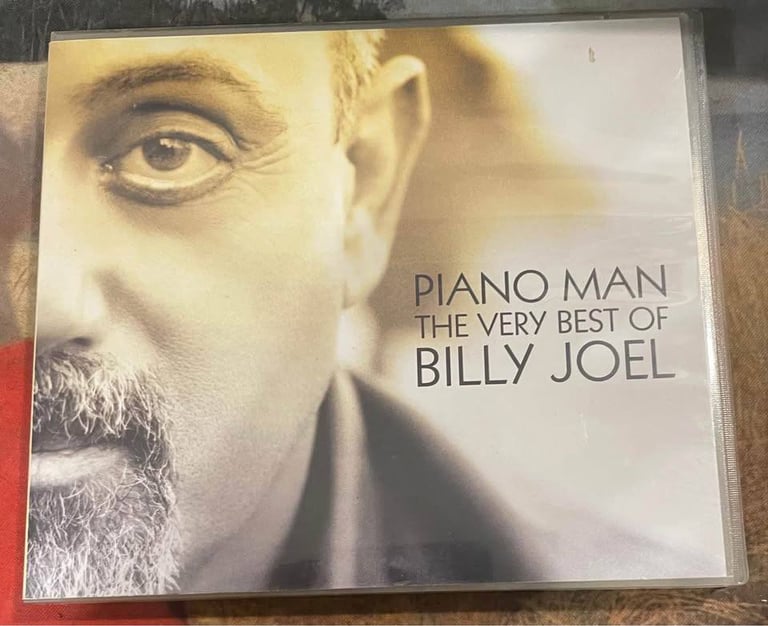 PIANO MAN
THE VERY BEST OF
BILLY JOEL